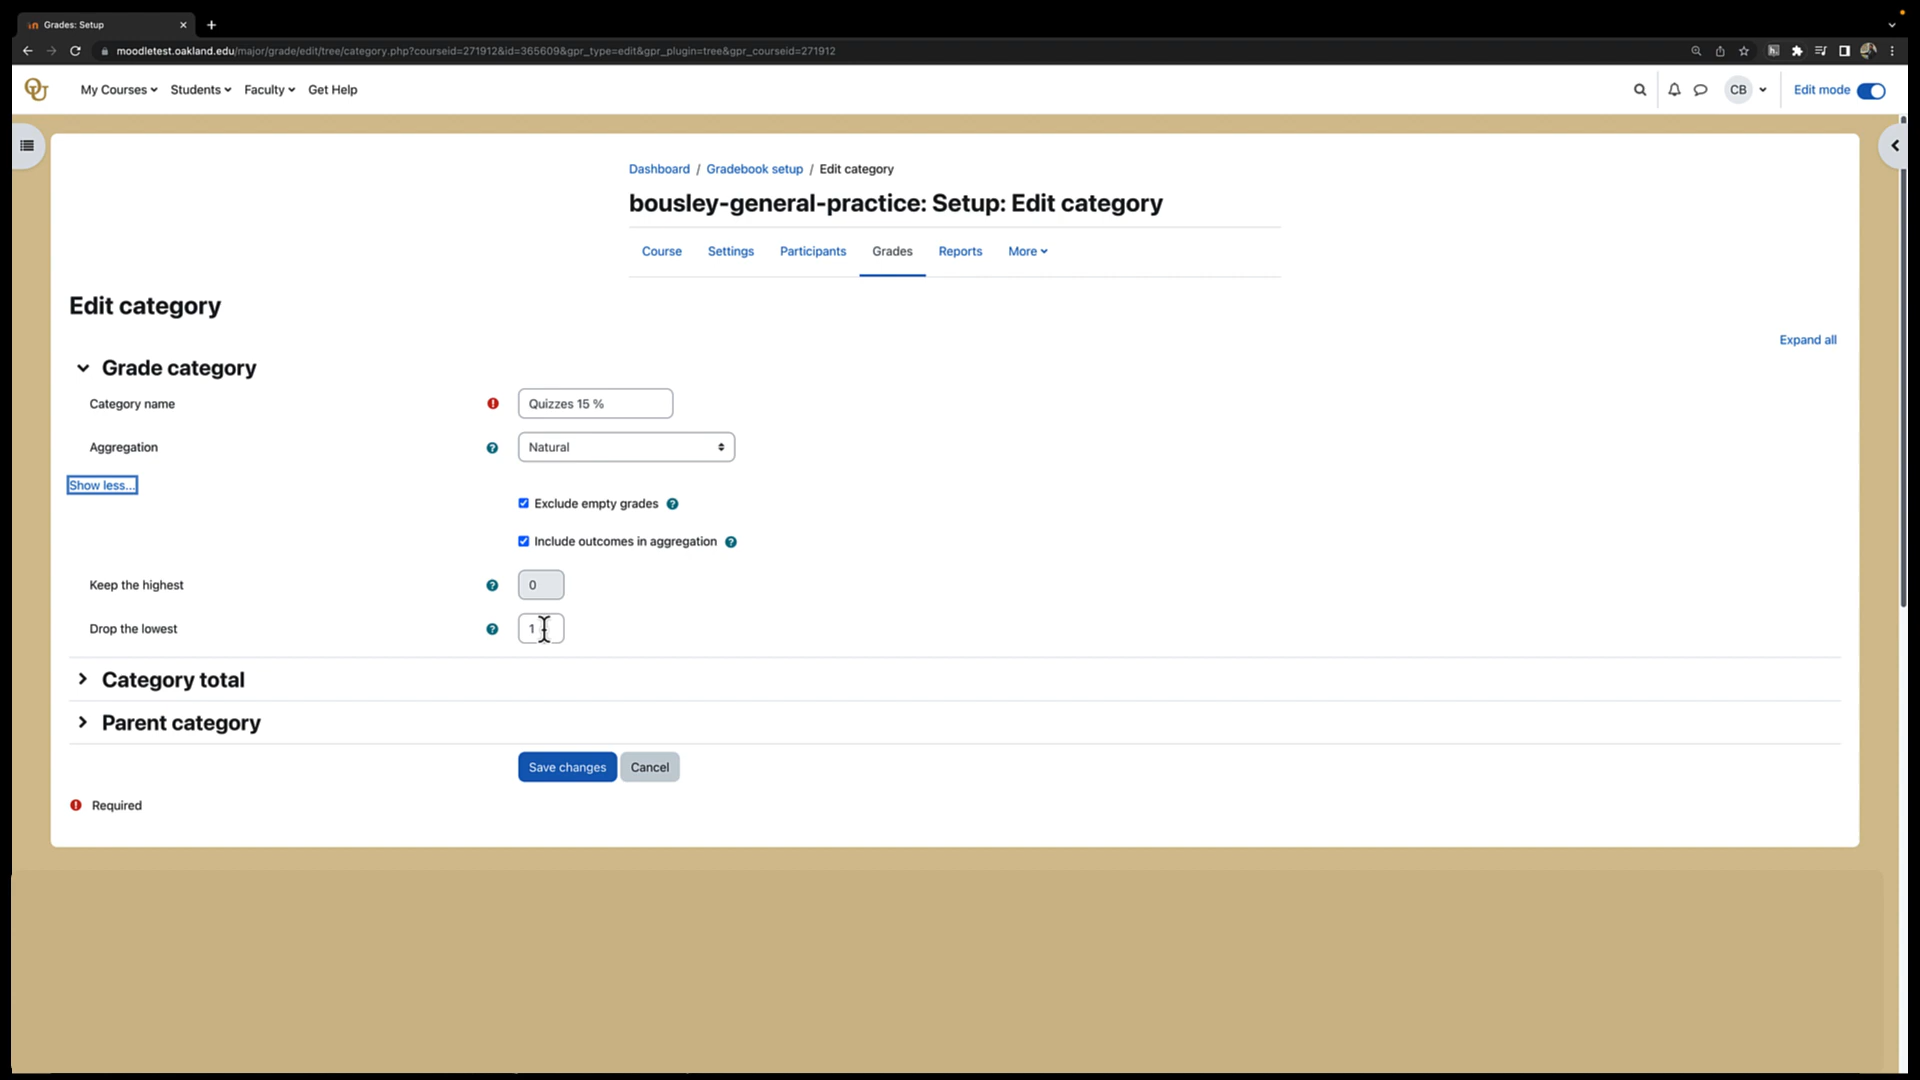 Grades: Setup
moodletest.oakland.edu/major/grade/edit/tree/category.php?courseid=271912&id=365609&gpr_type=edit&gpr_plugin=tree&gpr_courseid=271912
My Courses Students Faculty Get Help CB Edit mode
Dashboard / Gradebook setup / Edit category
bousley-general-practice: Setup: Edit category
Course Settings Participants Grades Reports More
Edit category
Expand all
Grade category
Category name Quizzes 15 %
Aggregation Natural
Show less...
Exclude empty grades
Include outcomes in aggregation
Keep the highest 0
Drop the lowest 1
Category total
Parent category
Save changes Cancel
Required